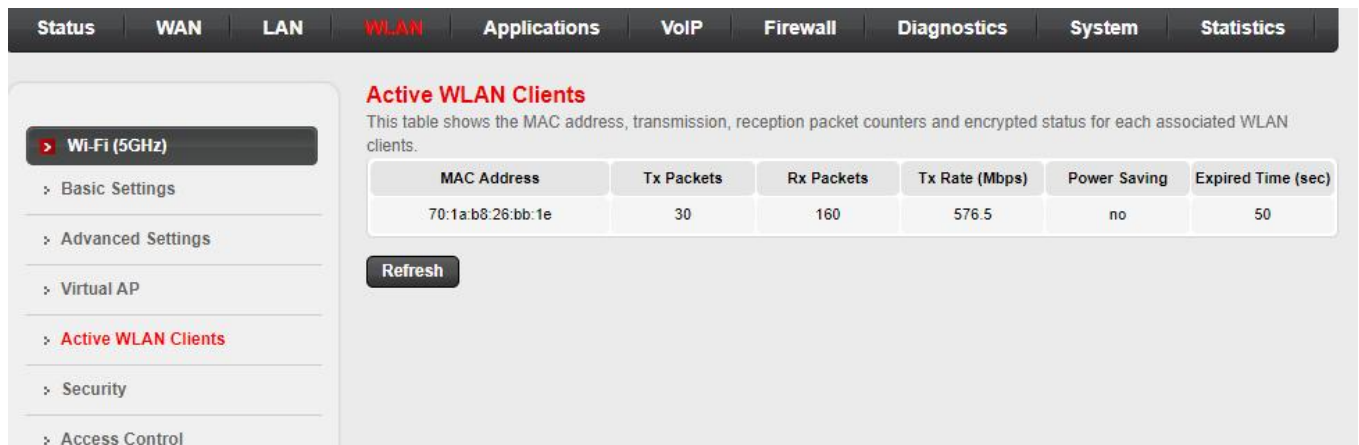 Status WAN LAN WLAN Applications VoIP Firewall Diagnostics System Statistics
Wi-Fi (5GHz)
Basic Settings
Advanced Settings
Virtual AP
Active WLAN Clients
Security
Access Control
Active WLAN Clients
This table shows the MAC address, transmission, reception packet counters and encrypted status for each associated WLAN
clients.
MAC Address Tx Packets Rx Packets Tx Rate (Mbps) Power Saving Expired Time (sec)
70:1a:b8:26:bb:1e 30 160 576.5 no 50
Refresh